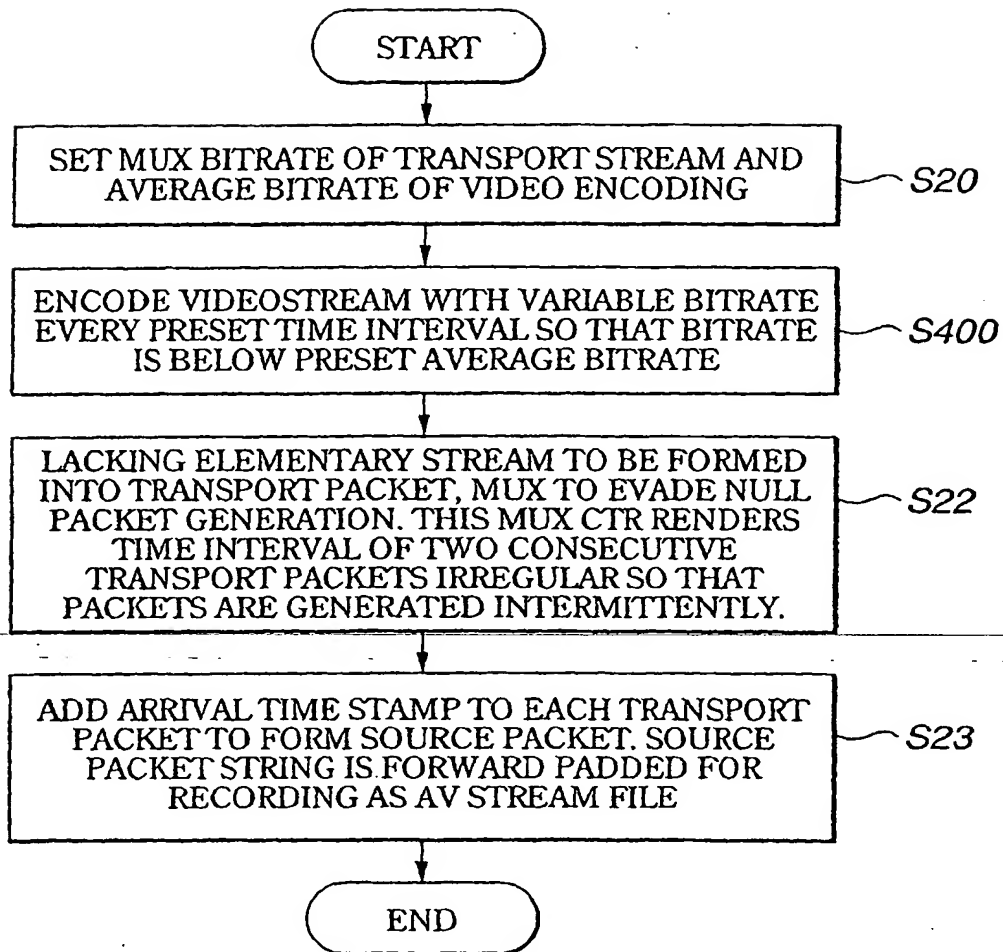 START
SET MUX BITRATE OF TRANSPORT STREAM AND
AVERAGE BITRATE OF VIDEO ENCODING
S20
ENCODE VIDEOSTREAM WITH VARIABLE BITRATE
EVERY PRESET TIME INTERVAL SO THAT BITRATE
IS BELOW PRESET AVERAGE BITRATE
S400
LACKING ELEMENTARY STREAM TO BE FORMED
INTO TRANSPORT PACKET, MUX TO EVADE NULL
PACKET GENERATION. THIS MUX CTR RENDERS
TIME INTERVAL OF TWO CONSECUTIVE
TRANSPORT PACKETS IRREGULAR SO THAT
PACKETS ARE GENERATED INTERMITTENTLY.
S22
ADD ARRIVAL TIME STAMP TO EACH TRANSPORT
PACKET TO FORM SOURCE PACKET. SOURCE
PACKET STRING IS FORWARD PADDED FOR
RECORDING AS AV STREAM FILE
S23
END